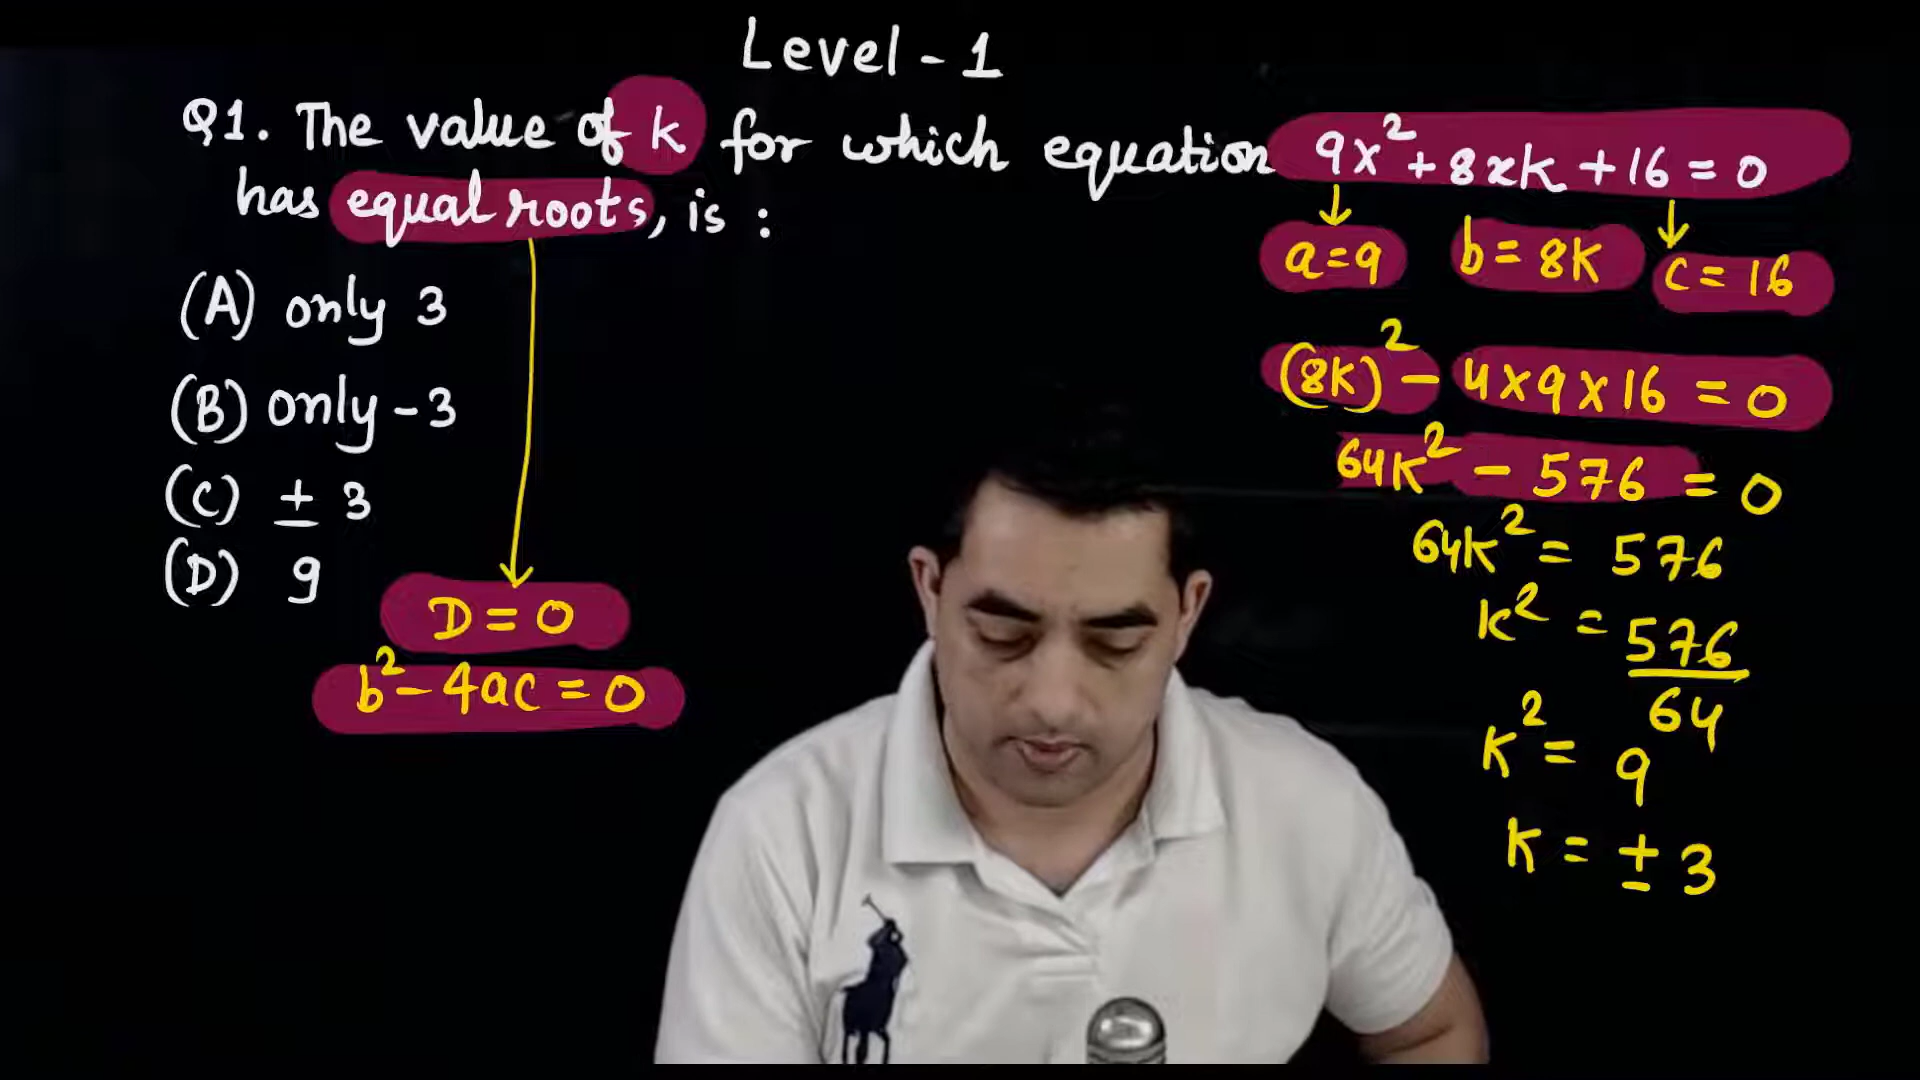 Level - 1
Q1. The value of k for which equation 9x² + 8xk + 16 = 0
has equal roots, is :
(A) only 3
(B) only -3
(C) ± 3
(D) 9
D = 0
b² - 4ac = 0
a = 9 b = 8k c = 16
(8k)² - 4 x 9 x 16 = 0
64k² - 576 = 0
64k² = 576
k² = 576/64
k² = 9
k = ± 3